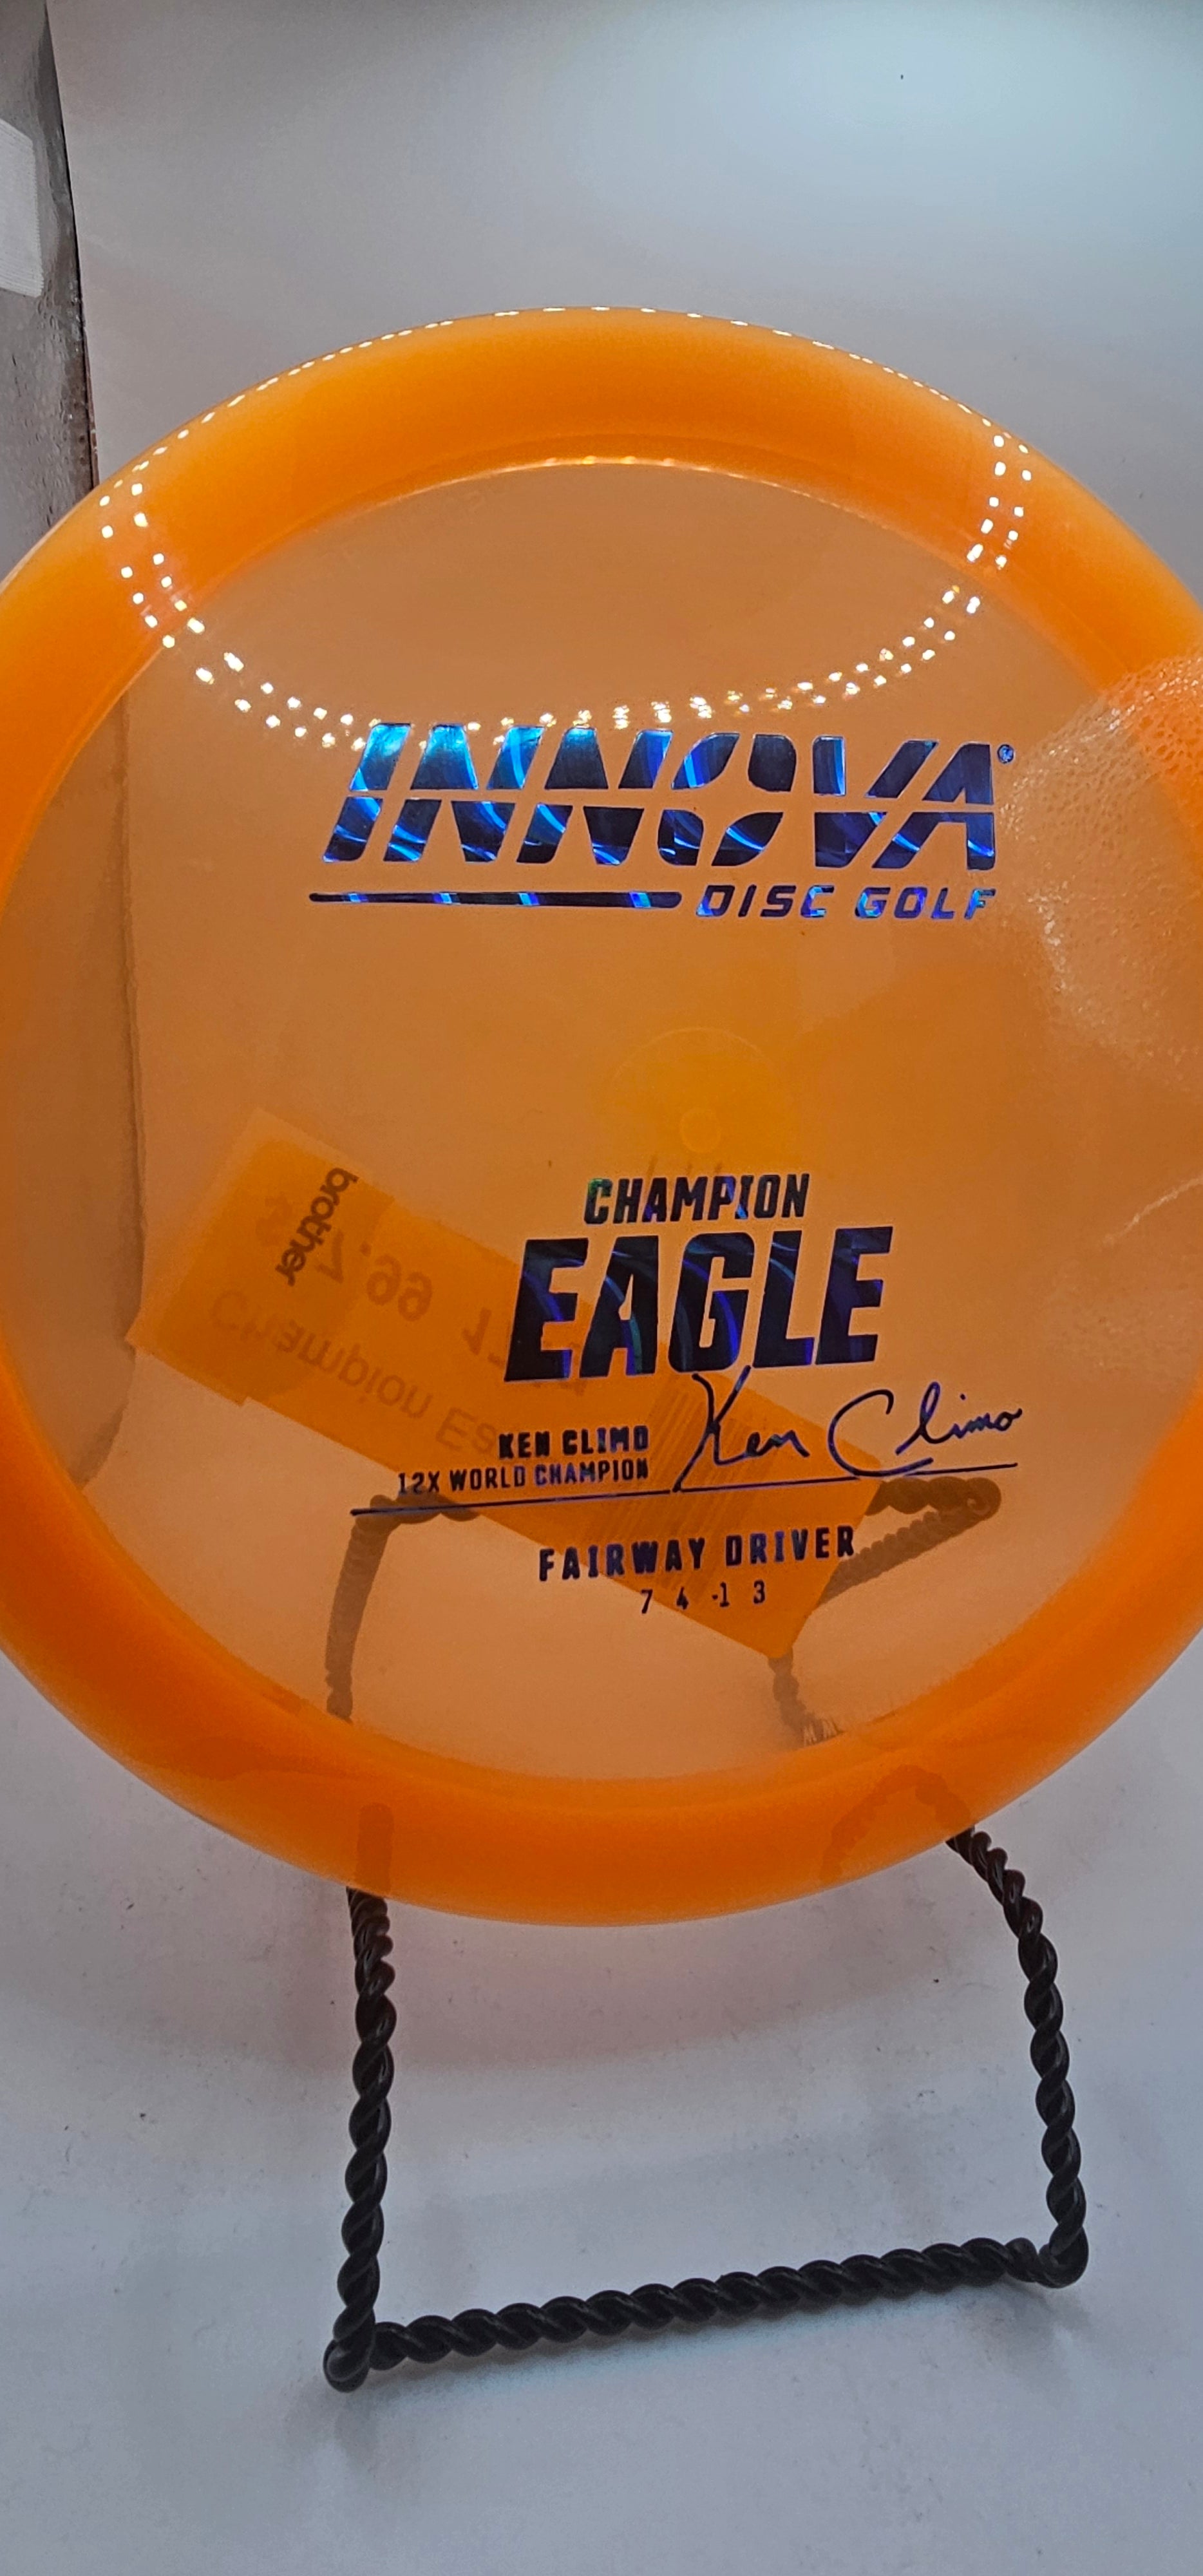 INNOVA®
DISC GOLF
CHAMPION
EAGLE
KEN CLIMO
12X WORLD CHAMPION
Ken Climo
FAIRWAY DRIVER
7 4 -1 3
brother
Champion